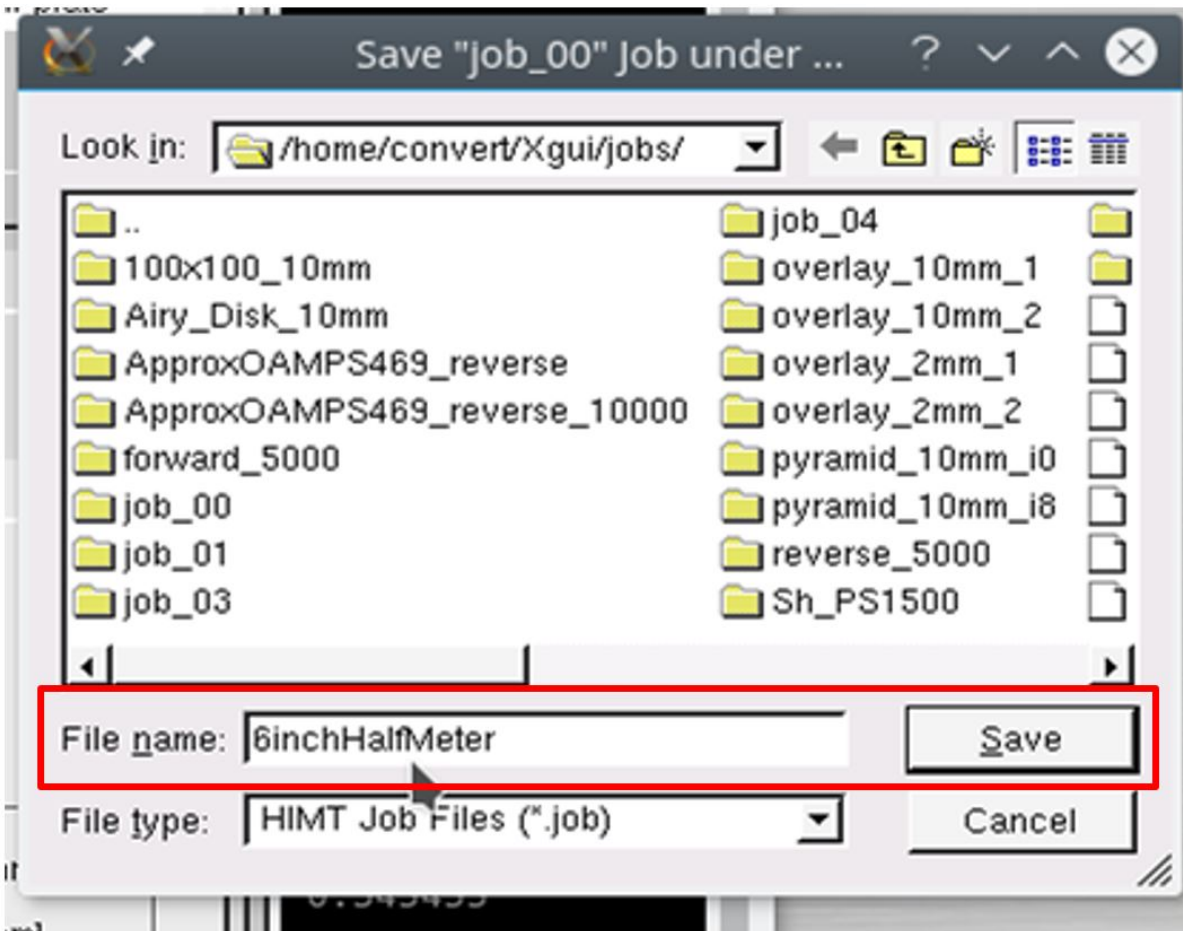 Save "job_00" Job under ...
Look in: /home/convert/Xgui/jobs/
..
100x100_10mm
Airy_Disk_10mm
ApproxOAMPS469_reverse
ApproxOAMPS469_reverse_10000
forward_5000
job_00
job_01
job_03
job_04
overlay_10mm_1
overlay_10mm_2
overlay_2mm_1
overlay_2mm_2
pyramid_10mm_i0
pyramid_10mm_i8
reverse_5000
Sh_PS1500
File name: 6inchHalfMeter
Save
File type: HIMT Job Files (*.job)
Cancel